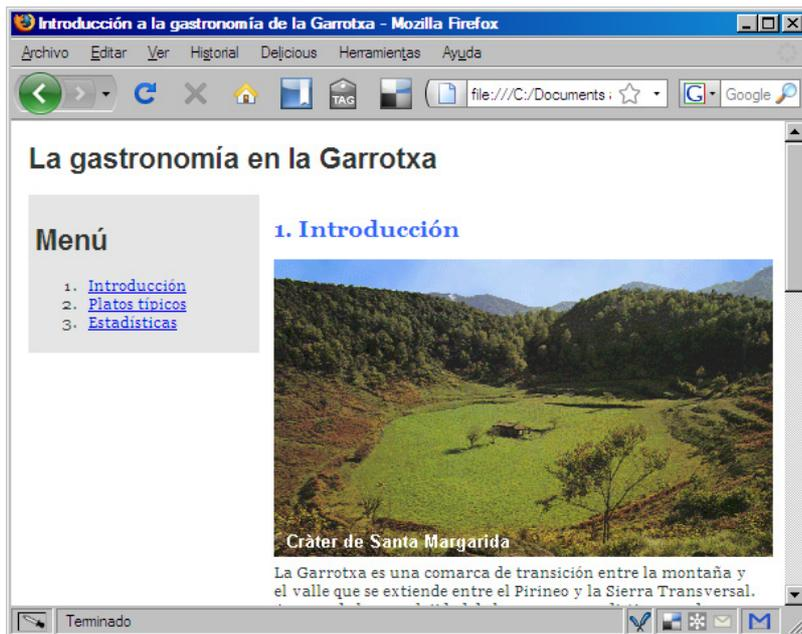 Introducción a la gastronomía de la Garrotxa - Mozilla Firefox
Archivo Editar Ver Historial Delicious Herramientas Ayuda
TAG
file:///C:/Documents
G
Google
La gastronomía en la Garrotxa
Menú
1. Introducción
2. Platos típicos
3. Estadísticas
1. Introducción
Cràter de Santa Margarida
La Garrotxa es una comarca de transición entre la montaña y
el valle que se extiende entre el Pirineo y la Sierra Transversal.
Terminado